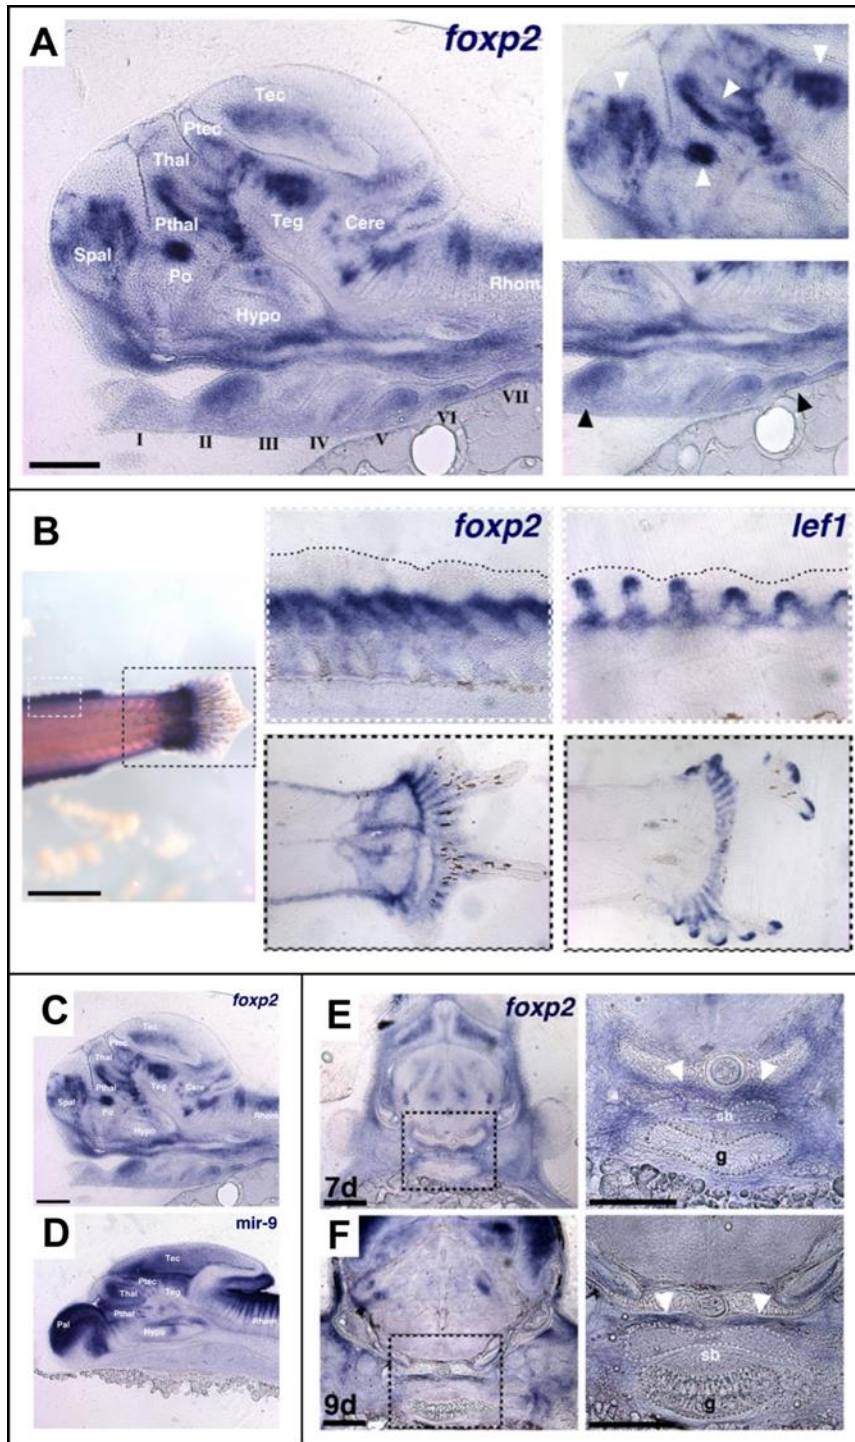 A
foxp2
Tec
Ptec
Thal
Pthal
Teg
Cere
Spal
Po
Rhom
Hypo
I II III IV V VI VII
B
foxp2
lef1
C
foxp2
Tec
Ptec
Thal
Pthal
Teg
Cere
Spal
Po
Rhom
Hypo
D
mir-9
Tec
Ptec
Thal
Teg
Pal
Pthal
Rhom
Hypo
E
foxp2
7d
sb
g
F
9d
sb
g